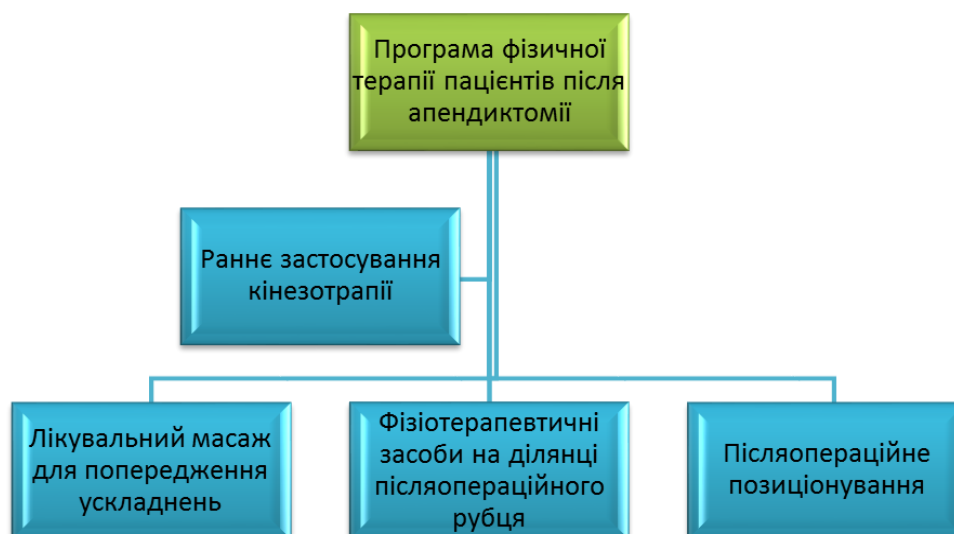 Програма фізичної
терапії пацієнтів після
апендиктомії
Раннє застосування
кінезотрапії
Лікувальний масаж
для попередження
ускладнень
Фізіотерапевтичні
засоби на ділянці
післяопераційного
рубця
Післяопераційне
позиціонування